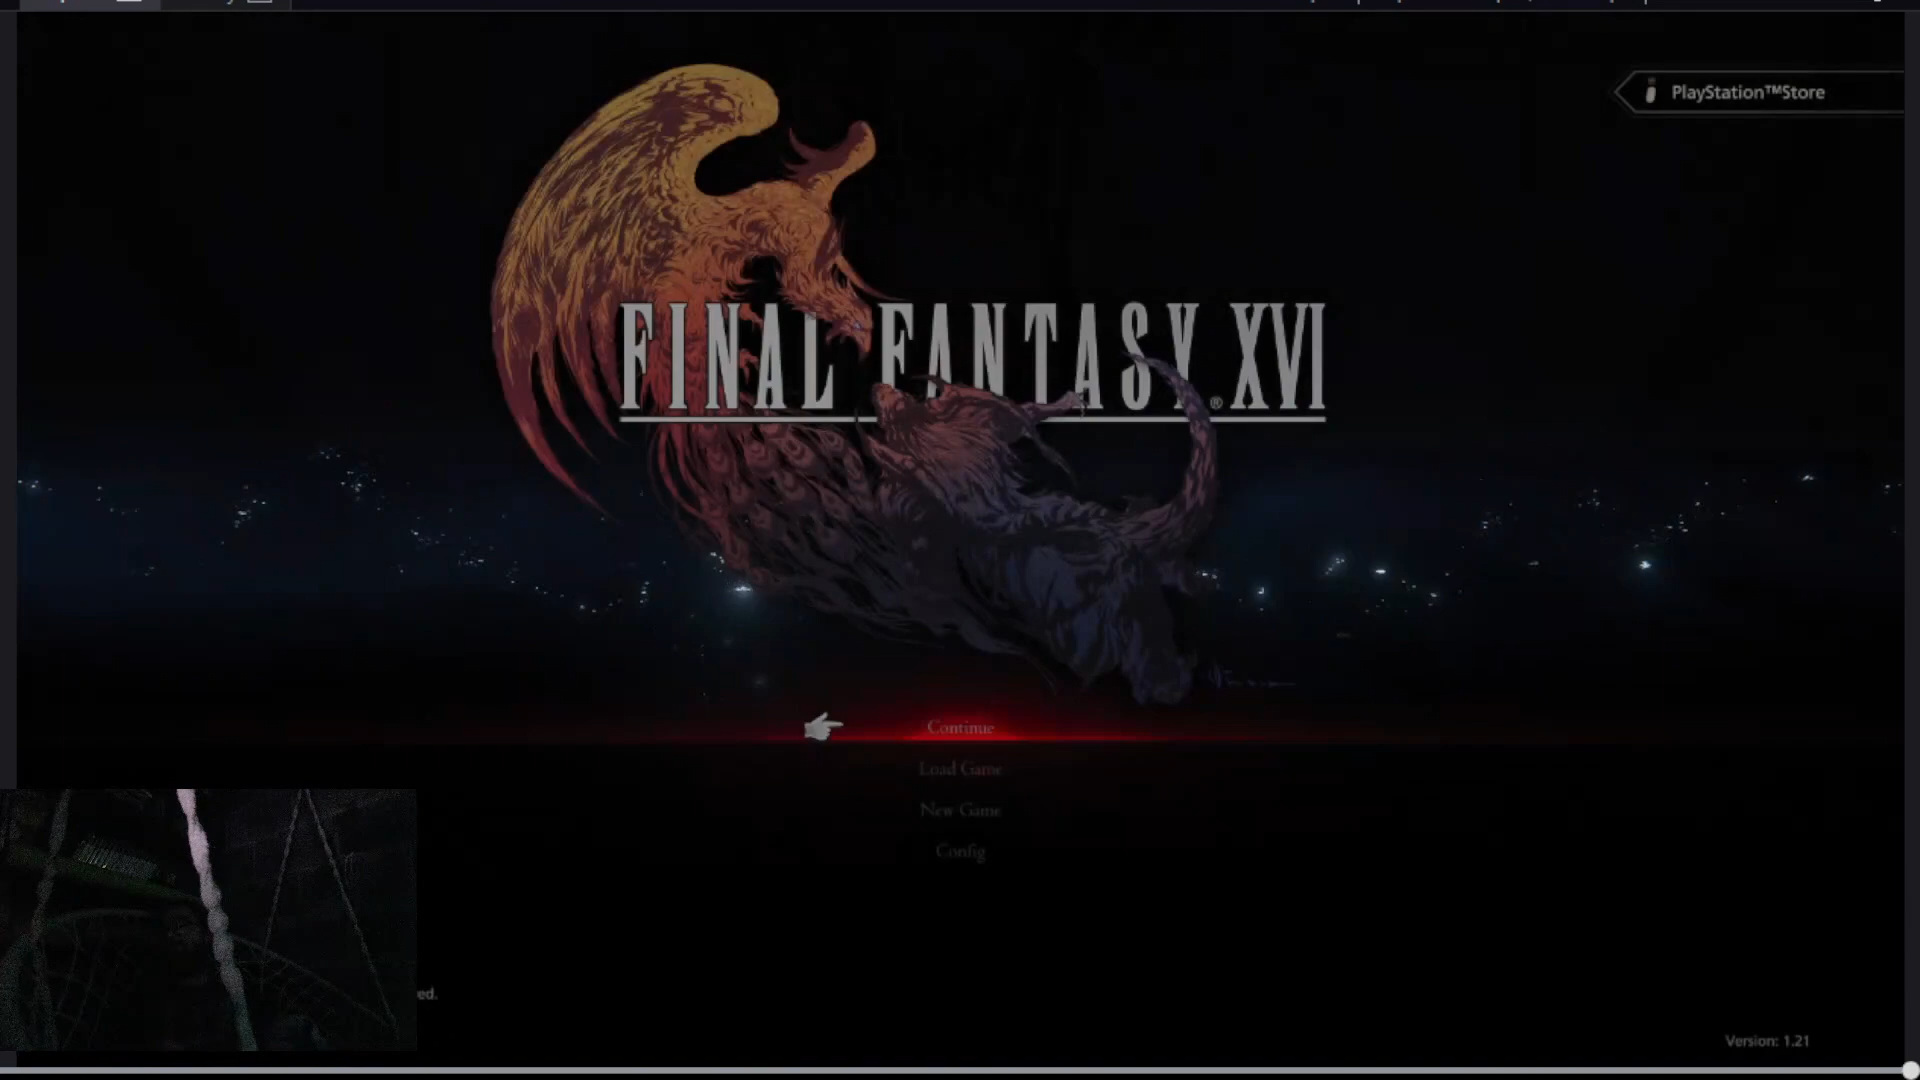 PlayStation™Store
FINAL FANTASY® XVI
Continue
Load Game
New Game
Config
ed.
Version: 1.21